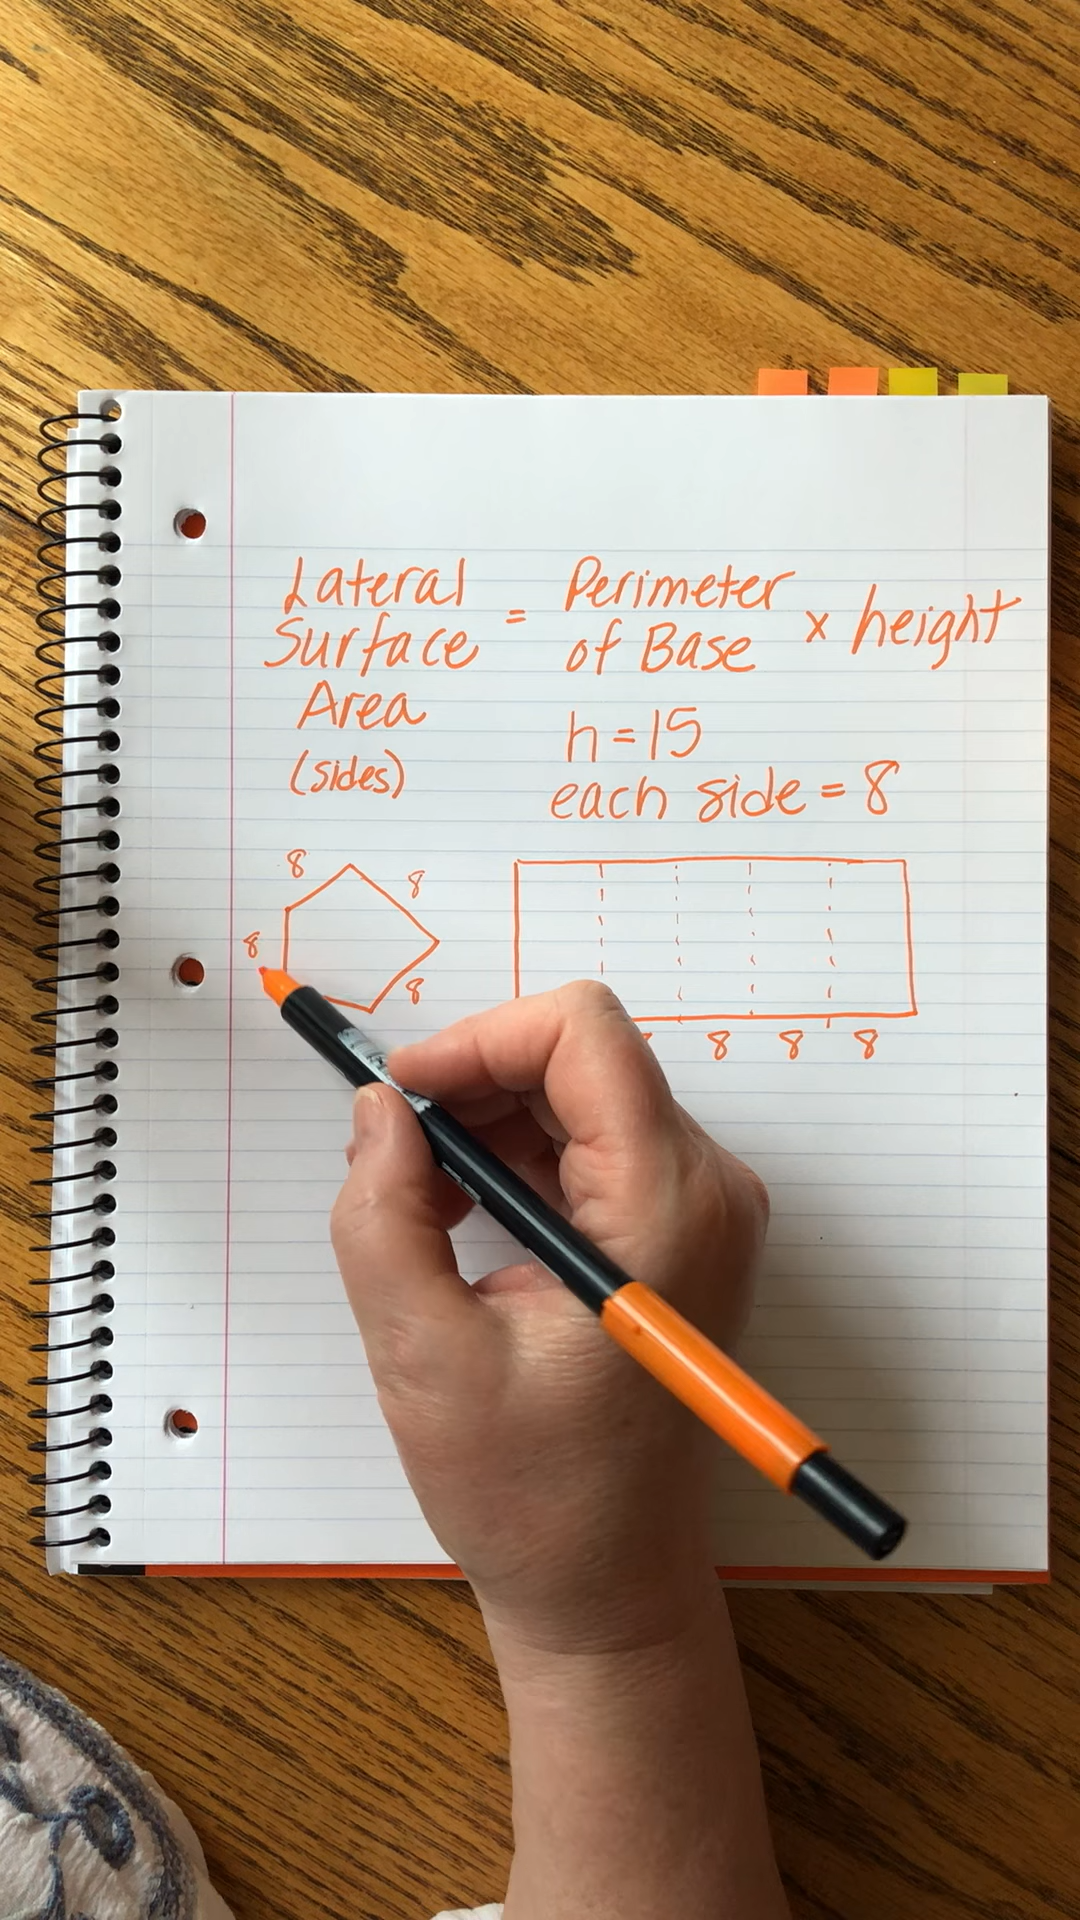 Lateral
Surface
Area
(sides)
=
Perimeter
of Base
x height
h = 15
each side = 8
8
8
8
8
8 8 8